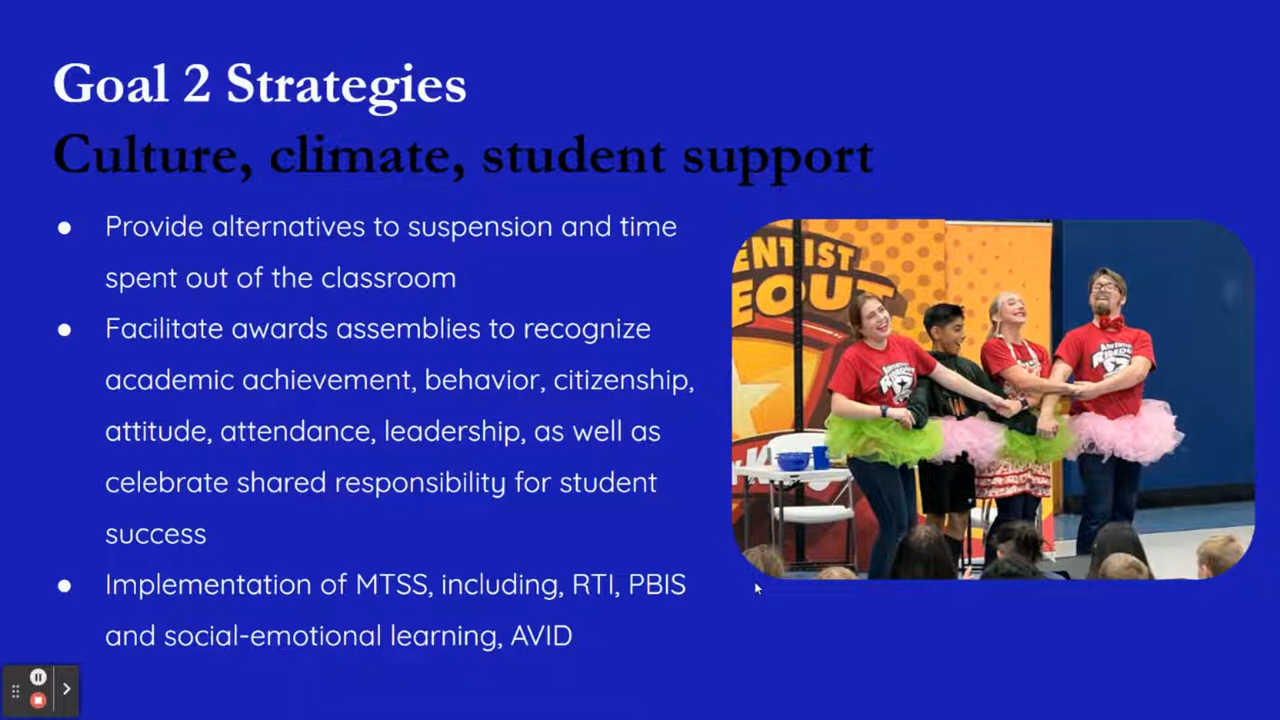 Goal 2 Strategies
Culture, climate, student support
● Provide alternatives to suspension and time
spent out of the classroom
● Facilitate awards assemblies to recognize
academic achievement, behavior, citizenship,
attitude, attendance, leadership, as well as
celebrate shared responsibility for student
success
● Implementation of MTSS, including, RTI, PBIS
and social-emotional learning, AVID
ENTIST
EOUT